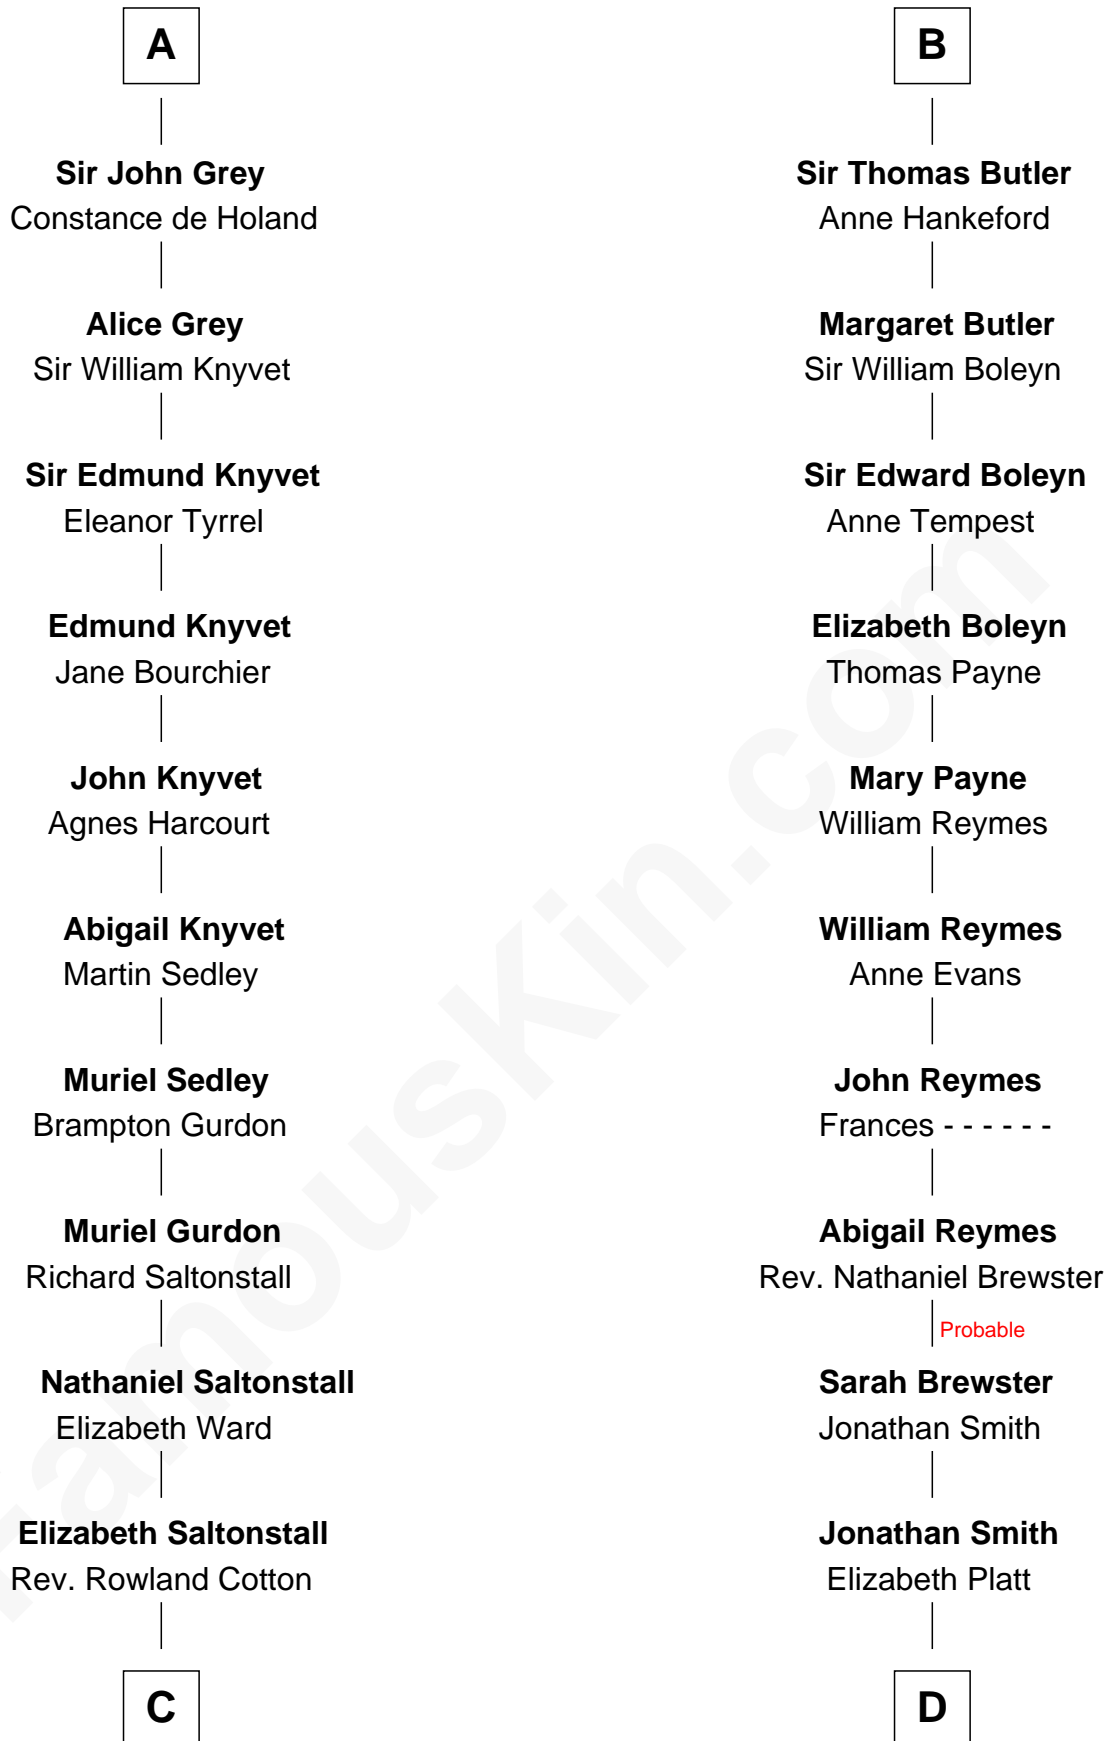 A
Sir John Grey
Constance de Holand
Alice Grey
Sir William Knyvet
Sir Edmund Knyvet
Eleanor Tyrrel
Edmund Knyvet
Jane Bourchier
John Knyvet
Agnes Harcourt
Abigail Knyvet
Martin Sedley
Muriel Sedley
Brampton Gurdon
Muriel Gurdon
Richard Saltonstall
Nathaniel Saltonstall
Elizabeth Ward
Elizabeth Saltonstall
Rev. Rowland Cotton
C
B
Sir Thomas Butler
Anne Hankeford
Margaret Butler
Sir William Boleyn
Sir Edward Boleyn
Anne Tempest
Elizabeth Boleyn
Thomas Payne
Mary Payne
William Reymes
William Reymes
Anne Evans
John Reymes
Frances - - - - - -
Abigail Reymes
Rev. Nathaniel Brewster
Probable
Sarah Brewster
Jonathan Smith
Jonathan Smith
Elizabeth Platt
D
FamousKin.com